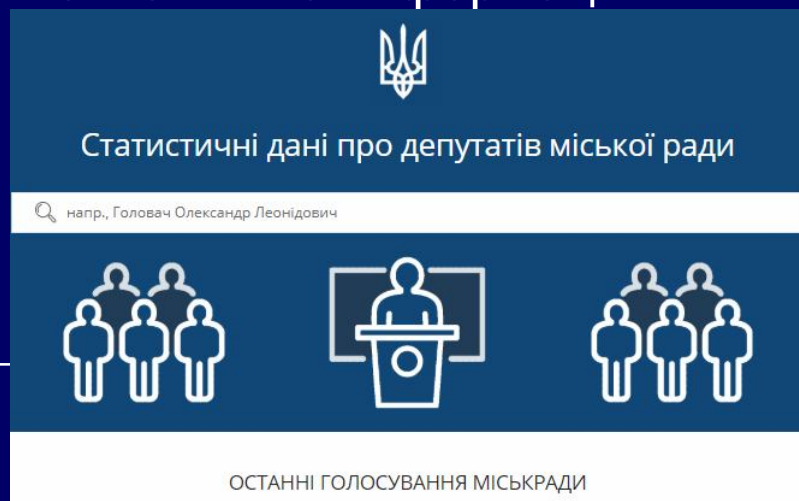 Статистичні дані про депутатів міської ради
напр., Головач Олександр Леонідович
ОСТАННІ ГОЛОСУВАННЯ МІСЬКРАДИ